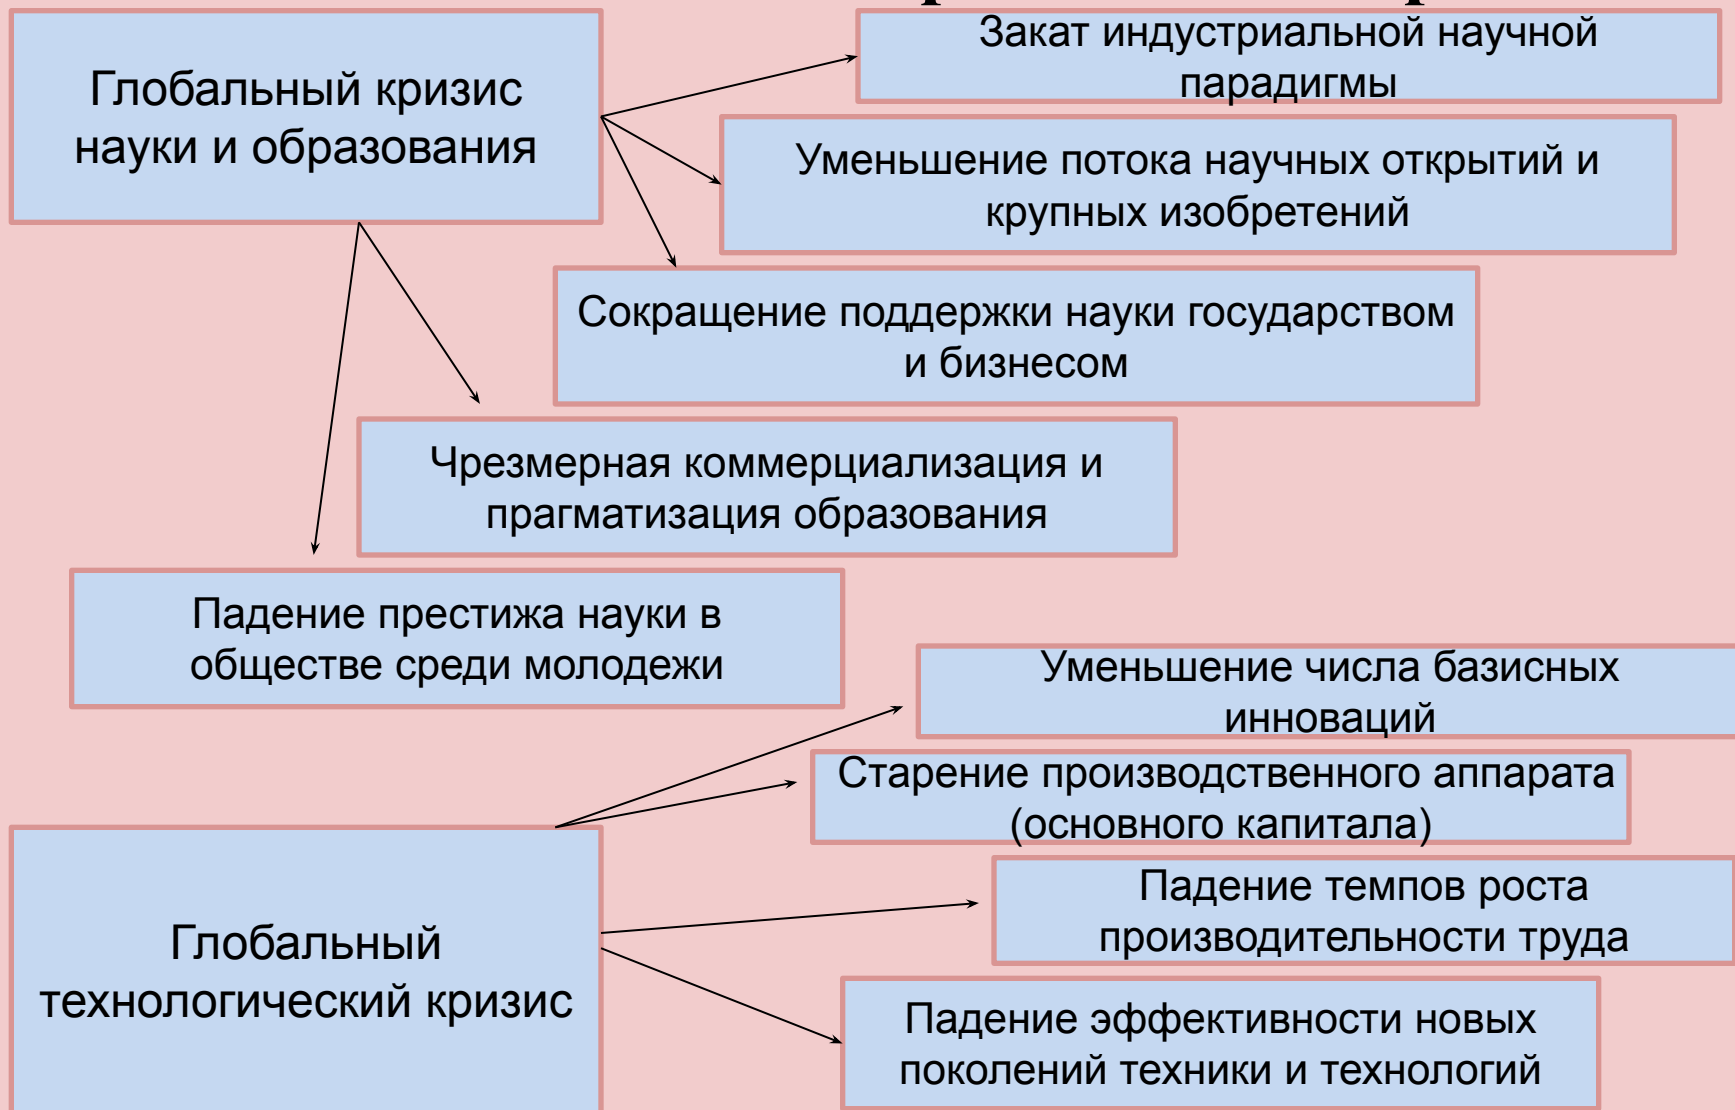 Глобальный кризис
науки и образования
Закат индустриальной научной
парадигмы
Уменьшение потока научных открытий и
крупных изобретений
Сокращение поддержки науки государством
и бизнесом
Чрезмерная коммерциализация и
прагматизация образования
Падение престижа науки в
обществе среди молодежи
Глобальный
технологический кризис
Уменьшение числа базисных
инноваций
Старение производственного аппарата
(основного капитала)
Падение темпов роста
производительности труда
Падение эффективности новых
поколений техники и технологий